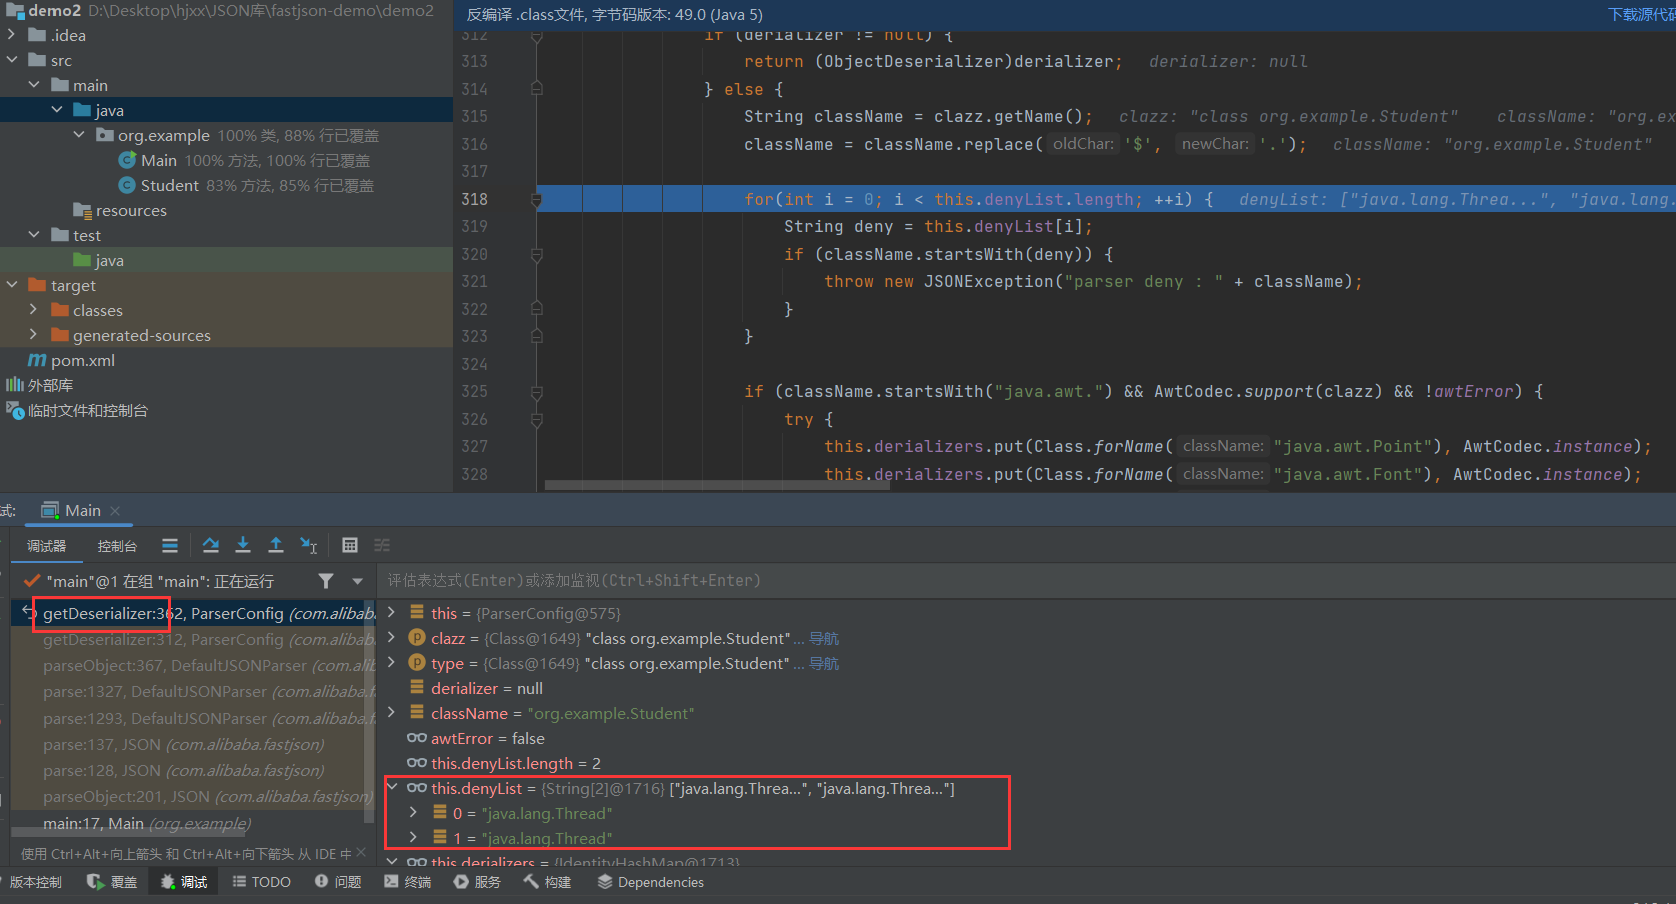 demo2 D:\Desktop\hjxx\JSON库\fastjson-demo\demo2
.idea
src
main
java
org.example 100% 类, 88% 行已覆盖
Main 100% 方法, 100% 行已覆盖
Student 83% 方法, 85% 行已覆盖
resources
test
java
target
classes
generated-sources
pom.xml
外部库
临时文件和控制台
反编译 .class文件, 字节码版本: 49.0 (Java 5)
下载源代码
312 if (derializer != null) {
313 return (ObjectDeserializer)derializer; derializer: null
314 } else {
315 String className = clazz.getName(); clazz: "class org.example.Student" className: "org.ex
316 className = className.replace( oldChar: '$', newChar: '.'); className: "org.example.Student"
317
318 for(int i = 0; i < this.denyList.length; ++i) { denyList: ["java.lang.Threa...", "java.lang.
319 String deny = this.denyList[i];
320 if (className.startsWith(deny)) {
321 throw new JSONException("parser deny : " + className);
322 }
323 }
324
325 if (className.startsWith("java.awt.") && AwtCodec.support(clazz) && !awtError) {
326 try {
327 this.derializers.put(Class.forName( className: "java.awt.Point"), AwtCodec.instance);
328 this.derializers.put(Class.forName( className: "java.awt.Font"), AwtCodec.instance);
式: Main
调试器 控制台
"main"@1 在组 "main": 正在运行
getDeserializer:362, ParserConfig (com.alibaba
getDeserializer:312, ParserConfig (com.alibaba
parseObject:367, DefaultJSONParser (com.alib
parse:1327, DefaultJSONParser (com.alibaba.fa
parse:1293, DefaultJSONParser (com.alibaba.fa
parse:137, JSON (com.alibaba.fastjson)
parse:128, JSON (com.alibaba.fastjson)
parseObject:201, JSON (com.alibaba.fastjson)
main:17, Main (org.example)
使用 Ctrl+Alt+向上箭头 和 Ctrl+Alt+向下箭头 从 IDE 中
评估表达式(Enter)或添加监视(Ctrl+Shift+Enter)
this = {ParserConfig@575}
clazz = {Class@1649} "class org.example.Student" ... 导航
type = {Class@1649} "class org.example.Student" ... 导航
derializer = null
className = "org.example.Student"
awtError = false
this.denyList.length = 2
this.denyList = {String[2]@1716} ["java.lang.Threa...", "java.lang.Threa..."]
0 = "java.lang.Thread"
1 = "java.lang.Thread"
this.derializers = {IdentityHashMap@1713}
版本控制 覆盖 调试 TODO 问题 终端 服务 构建 Dependencies